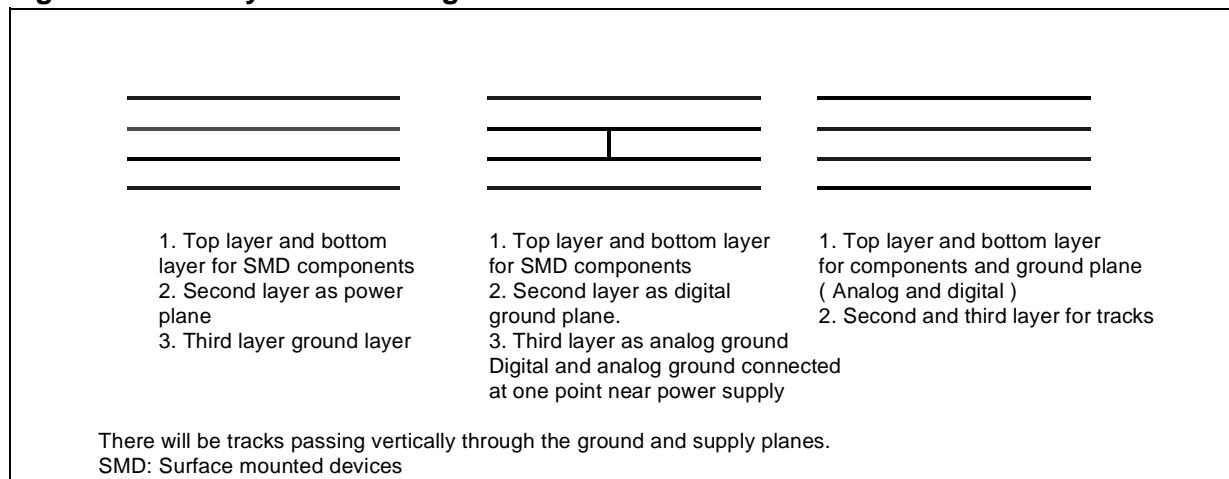 1. Top layer and bottom
layer for SMD components
2. Second layer as power
plane
3. Third layer ground layer
1. Top layer and bottom layer
for SMD components
2. Second layer as digital
ground plane.
3. Third layer as analog ground
Digital and analog ground connected
at one point near power supply
1. Top layer and bottom layer
for components and ground plane
( Analog and digital )
2. Second and third layer for tracks
There will be tracks passing vertically through the ground and supply planes.
SMD: Surface mounted devices